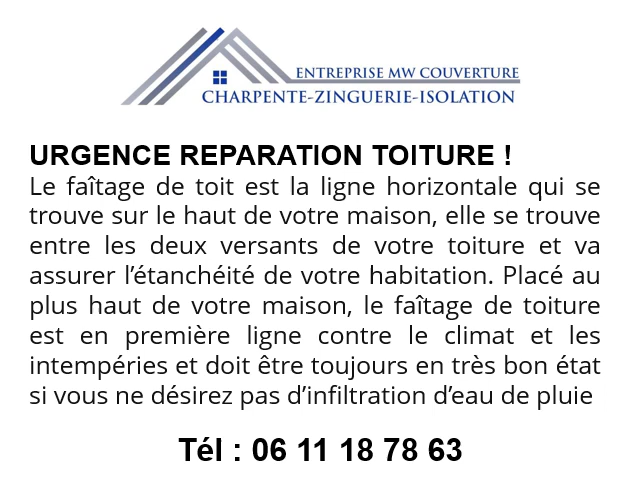 ENTREPRISE MW COUVERTURE
CHARPENTE-ZINGUERIE-ISOLATION
URGENCE REPARATION TOITURE !
Le faîtage de toit est la ligne horizontale qui se
trouve sur le haut de votre maison, elle se trouve
entre les deux versants de votre toiture et va
assurer l’étanchéité de votre habitation. Placé au
plus haut de votre maison, le faîtage de toiture
est en première ligne contre le climat et les
intempéries et doit être toujours en très bon état
si vous ne désirez pas d’infiltration d’eau de pluie
Tél : 06 11 18 78 63